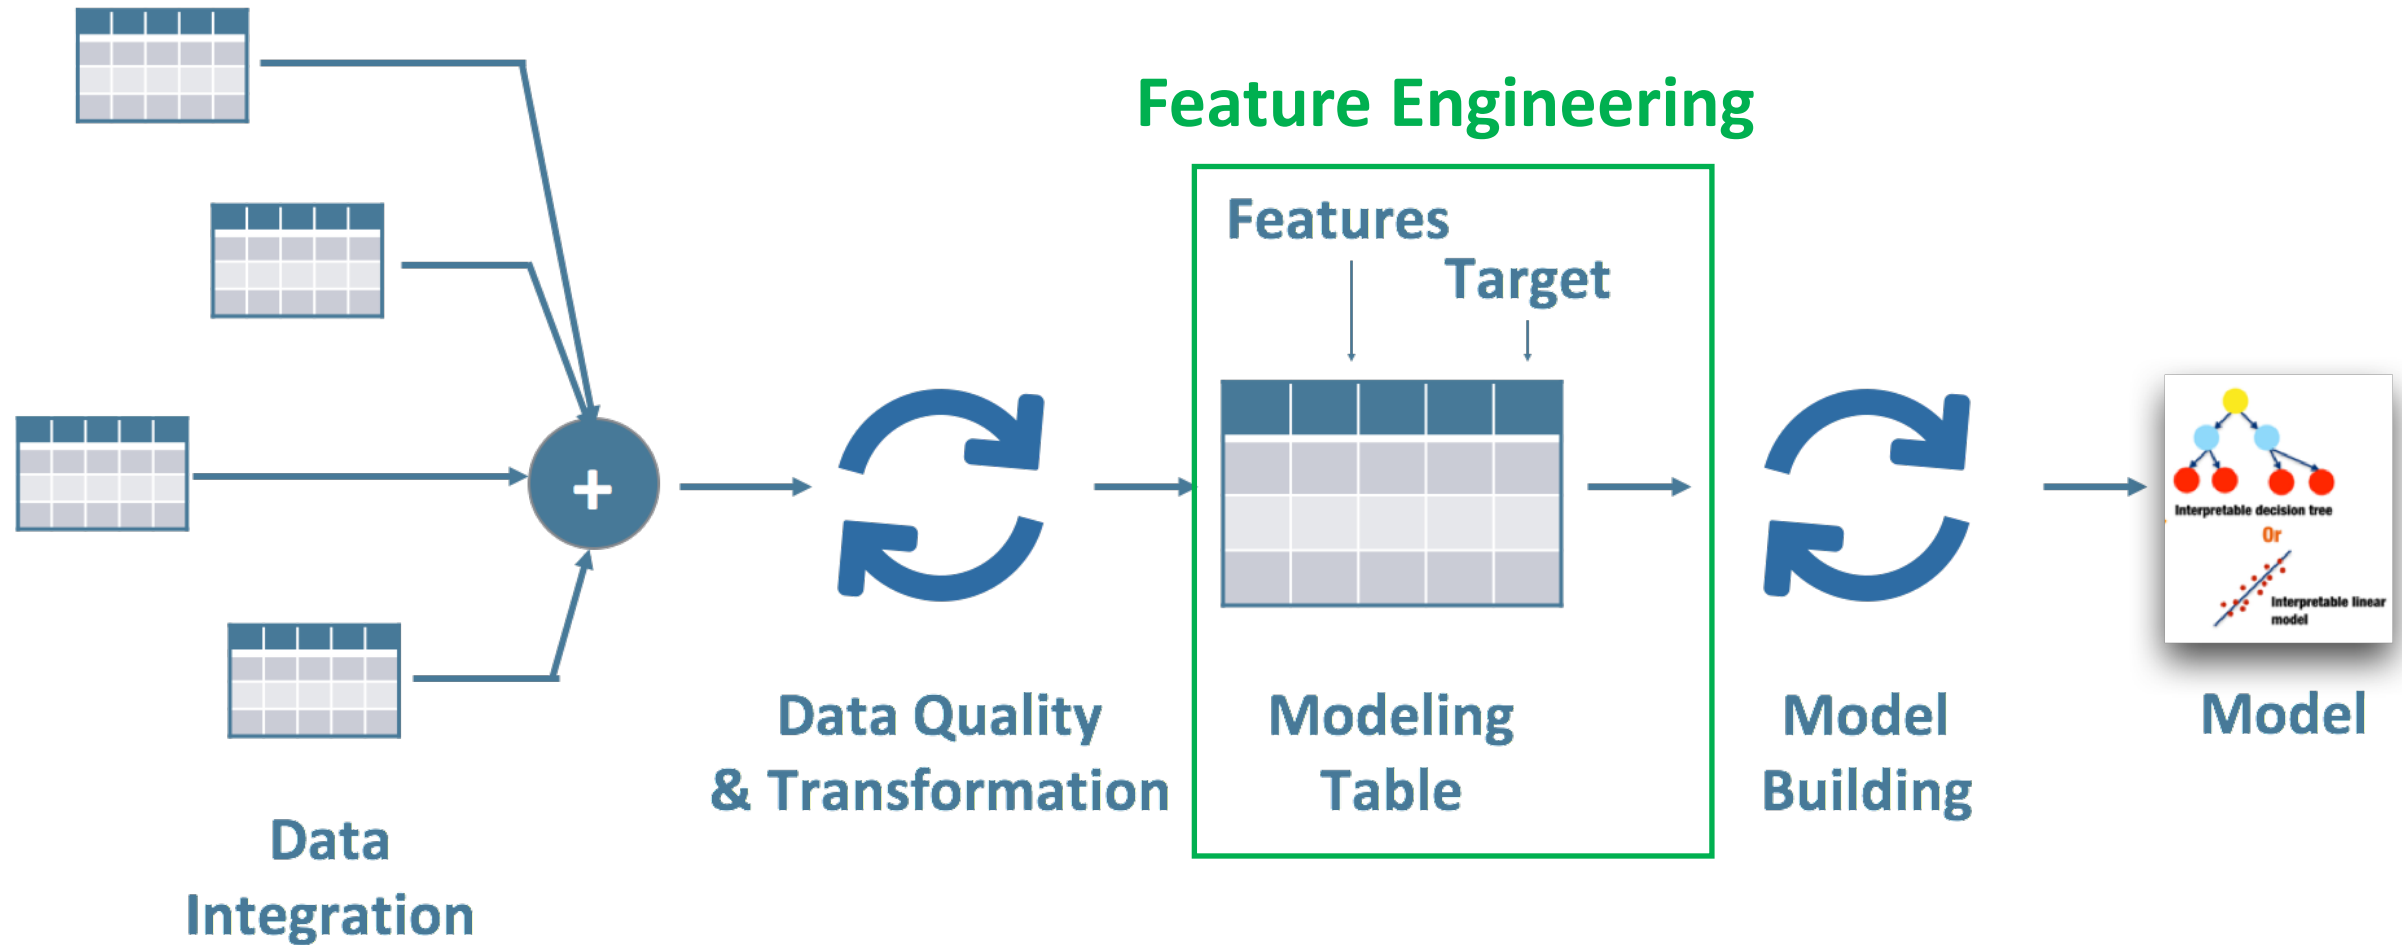 Feature Engineering
Features
Target
+
Interpretable decision tree
Or
Interpretable linear
model
Data
Integration
Data Quality
& Transformation
Modeling
Table
Model
Building
Model